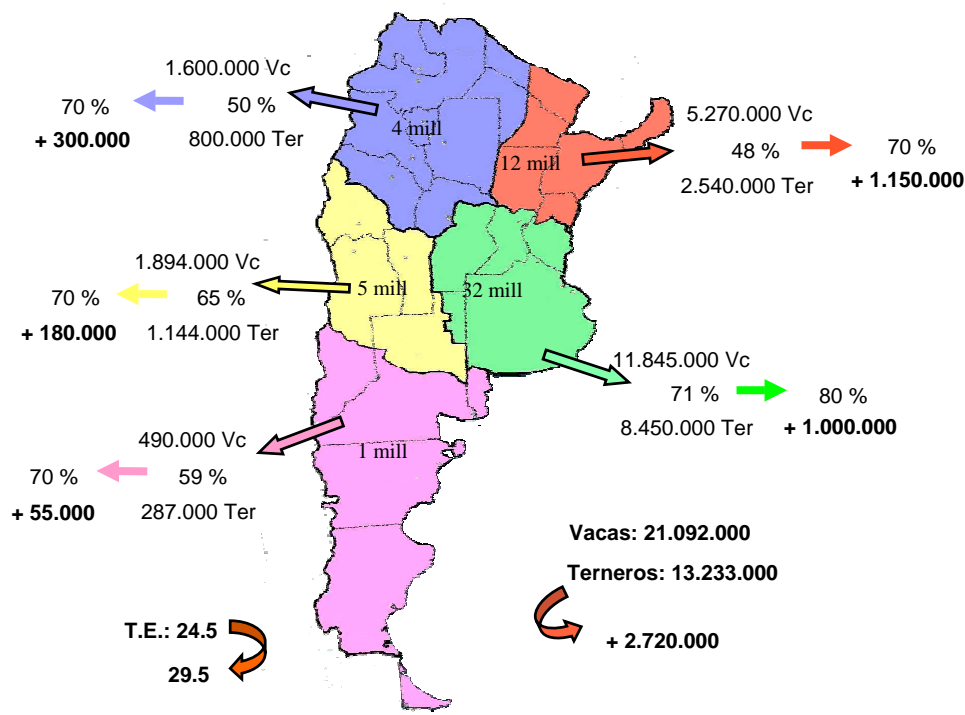 1.600.000 Vc
70 %
50 %
+ 300.000
800.000 Ter
4 mill
5.270.000 Vc
12 mill
48 %
70 %
2.540.000 Ter
+ 1.150.000
1.894.000 Vc
70 %
65 %
+ 180.000
1.144.000 Ter
5 mill
32 mill
11.845.000 Vc
71 %
80 %
8.450.000 Ter
+ 1.000.000
490.000 Vc
70 %
59 %
+ 55.000
287.000 Ter
1 mill
Vacas: 21.092.000
Terneros: 13.233.000
+ 2.720.000
T.E.: 24.5
29.5